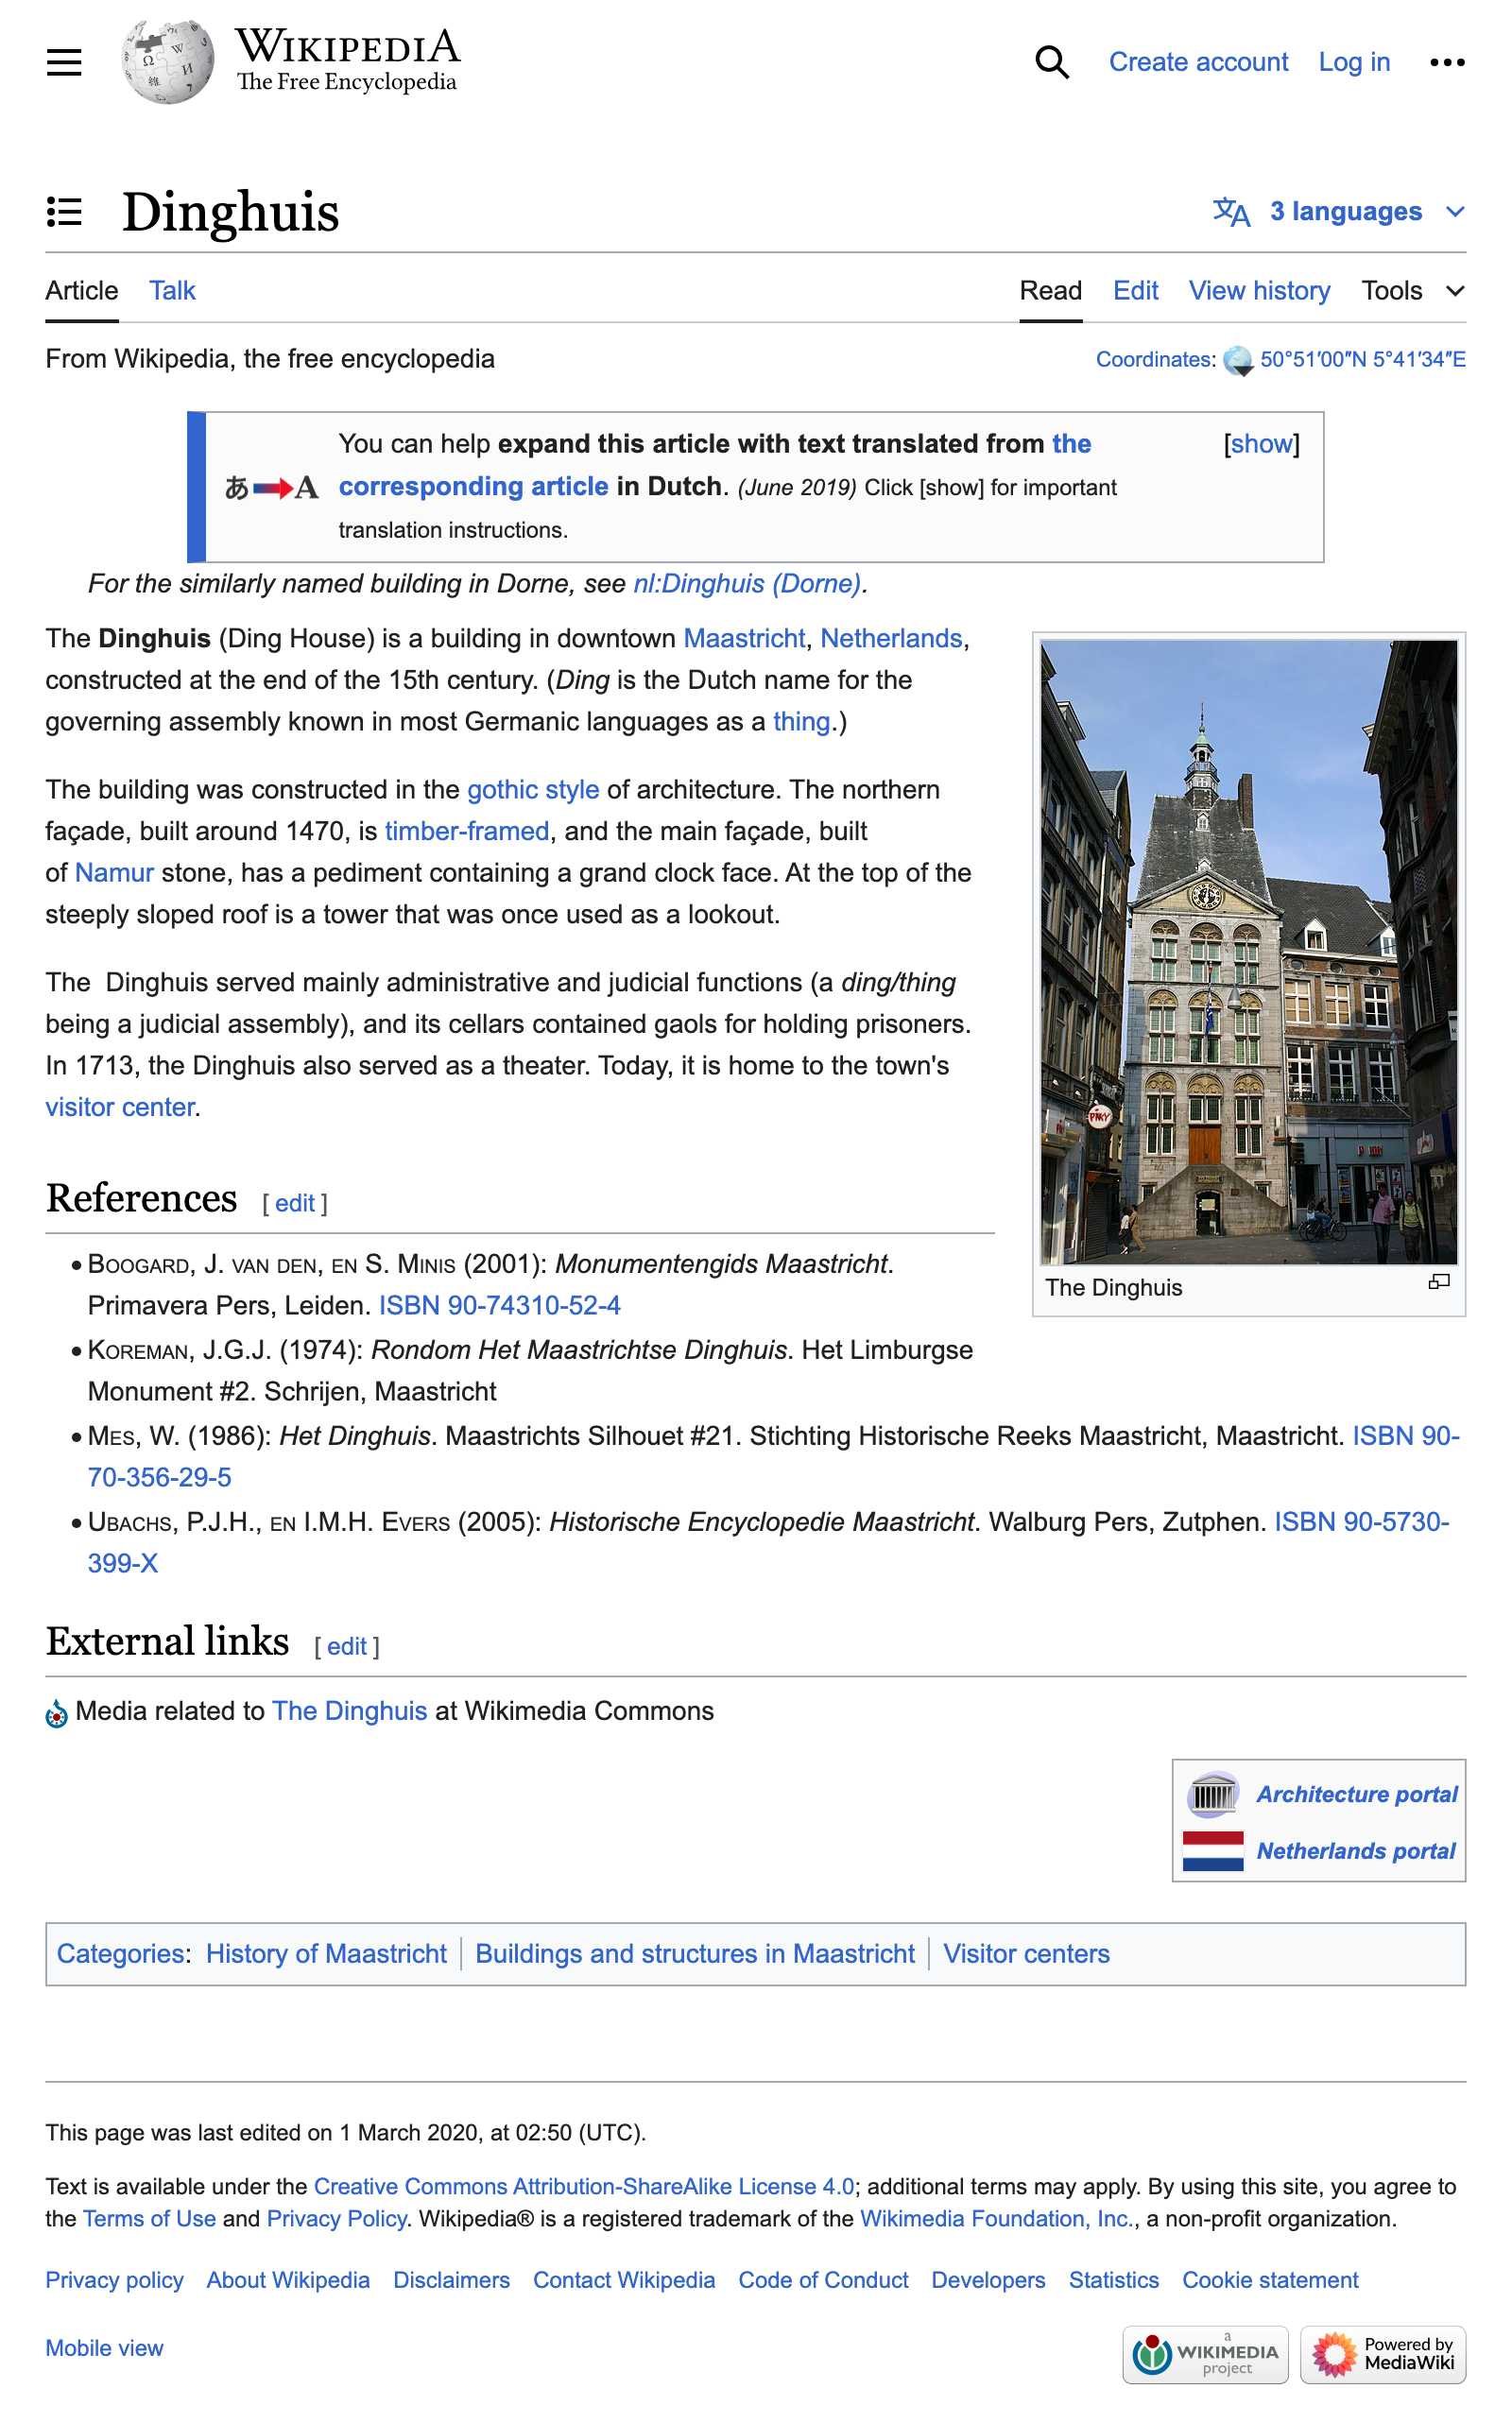 WIKIPEDIA
The Free Encyclopedia
Create account Log in
Dinghuis
3 languages
Article Talk
Read Edit View history Tools
From Wikipedia, the free encyclopedia
Coordinates: 50°51′00″N 5°41′34″E
You can help expand this article with text translated from the
corresponding article in Dutch. (June 2019) Click [show] for important
translation instructions.
[show]
あ A
For the similarly named building in Dorne, see nl:Dinghuis (Dorne).
The Dinghuis (Ding House) is a building in downtown Maastricht, Netherlands,
constructed at the end of the 15th century. (Ding is the Dutch name for the
governing assembly known in most Germanic languages as a thing.)
The building was constructed in the gothic style of architecture. The northern
façade, built around 1470, is timber-framed, and the main façade, built
of Namur stone, has a pediment containing a grand clock face. At the top of the
steeply sloped roof is a tower that was once used as a lookout.
The  Dinghuis served mainly administrative and judicial functions (a ding/thing
being a judicial assembly), and its cellars contained gaols for holding prisoners.
In 1713, the Dinghuis also served as a theater. Today, it is home to the town's
visitor center.
PINKY
The Dinghuis
References [ edit ]
BOOGARD, J. VAN DEN, EN S. MINIS (2001): Monumentengids Maastricht.
Primavera Pers, Leiden. ISBN 90-74310-52-4
KOREMAN, J.G.J. (1974): Rondom Het Maastrichtse Dinghuis. Het Limburgse
Monument #2. Schrijen, Maastricht
MES, W. (1986): Het Dinghuis. Maastrichts Silhouet #21. Stichting Historische Reeks Maastricht, Maastricht. ISBN 90-
70-356-29-5
UBACHS, P.J.H., EN I.M.H. EVERS (2005): Historische Encyclopedie Maastricht. Walburg Pers, Zutphen. ISBN 90-5730-
399-X
External links [ edit ]
Media related to The Dinghuis at Wikimedia Commons
Architecture portal
Netherlands portal
Categories: History of Maastricht Buildings and structures in Maastricht Visitor centers
This page was last edited on 1 March 2020, at 02:50 (UTC).
Text is available under the Creative Commons Attribution-ShareAlike License 4.0; additional terms may apply. By using this site, you agree to
the Terms of Use and Privacy Policy. Wikipedia® is a registered trademark of the Wikimedia Foundation, Inc., a non-profit organization.
Privacy policy About Wikipedia Disclaimers Contact Wikipedia Code of Conduct Developers Statistics Cookie statement
Mobile view
a
WIKIMEDIA
project
Powered by
MediaWiki